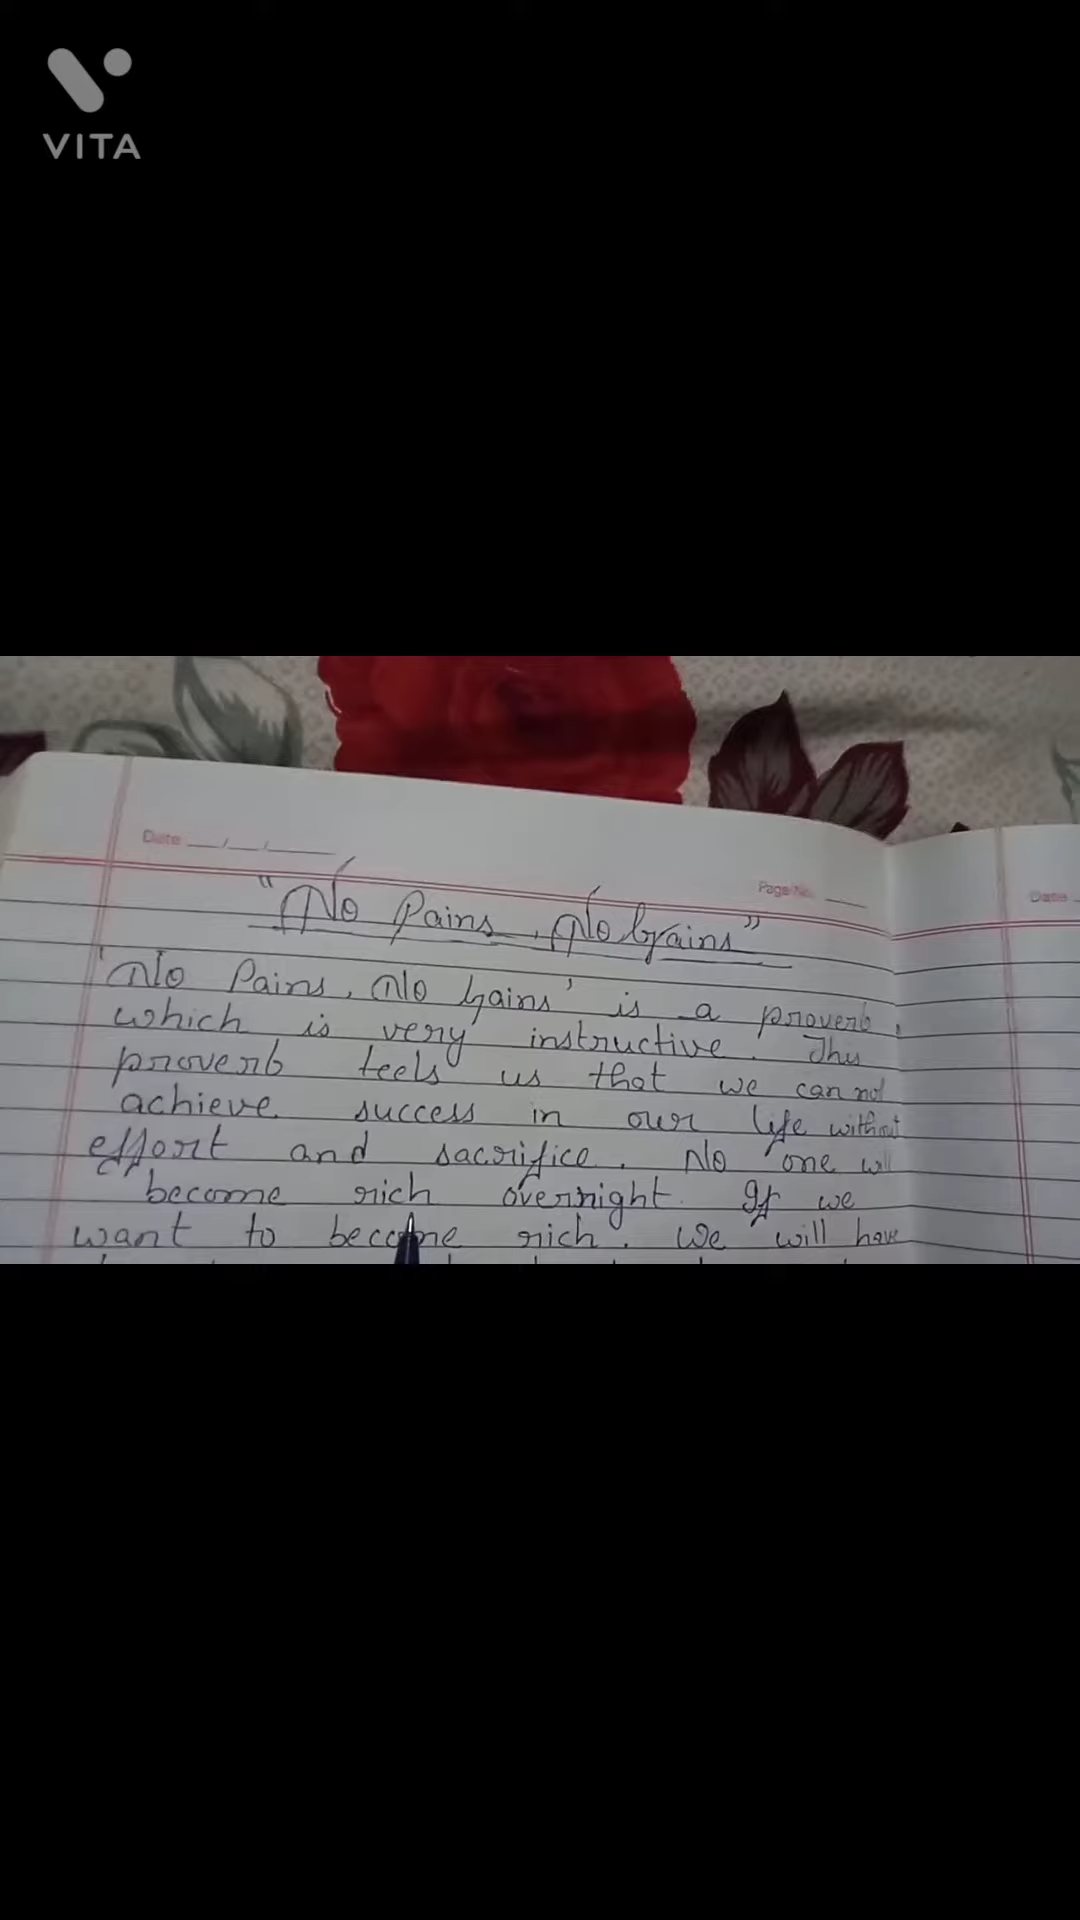 VITA
Date
Page No.
Date
"No Pains, No Gains"
'No Pains, No Gains' is a proverb,
which is very instructive. This
proverb teels us that we can not
achieve success in our life without
effort and sacrifice. No one will
become rich overnight. If we
want to become rich. We will have